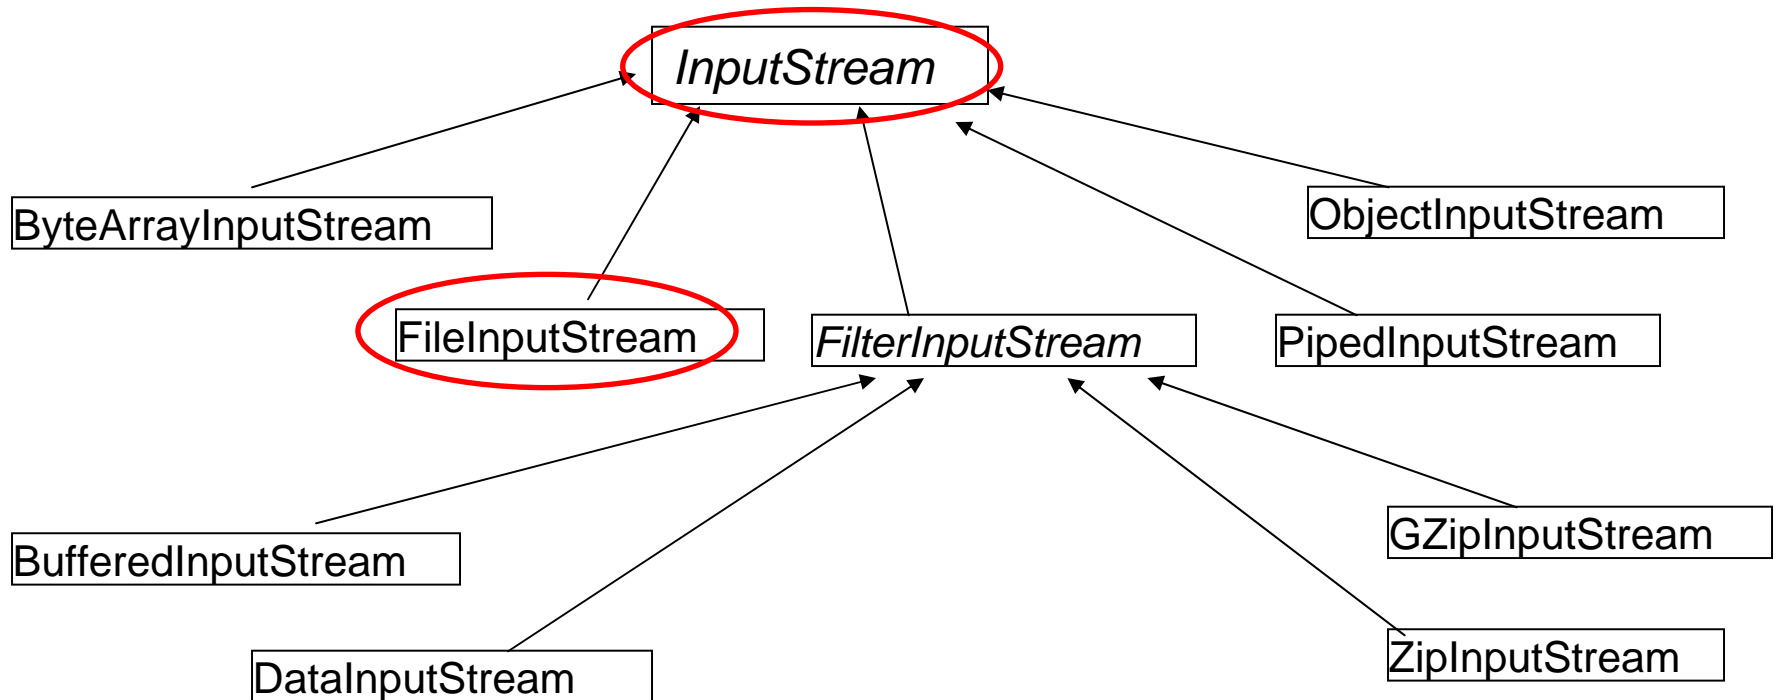 InputStream
ByteArrayInputStream
ObjectInputStream
FileInputStream
FilterInputStream
PipedInputStream
BufferedInputStream
GZipInputStream
DataInputStream
ZipInputStream